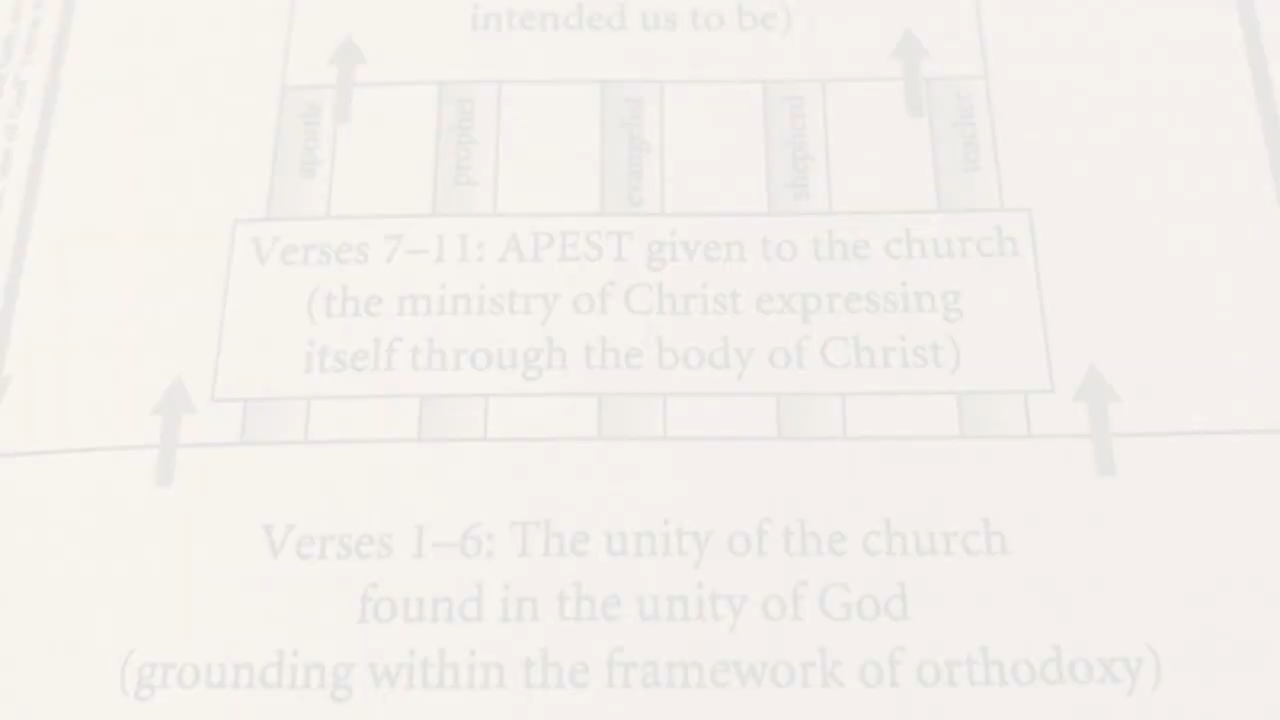 intended us to be)
apostle
prophet
evangelist
shepherd
teacher
Verses 7–11: APEST given to the church
(the ministry of Christ expressing
itself through the body of Christ)
Verses 1–6: The unity of the church
found in the unity of God
(grounding within the framework of orthodoxy)